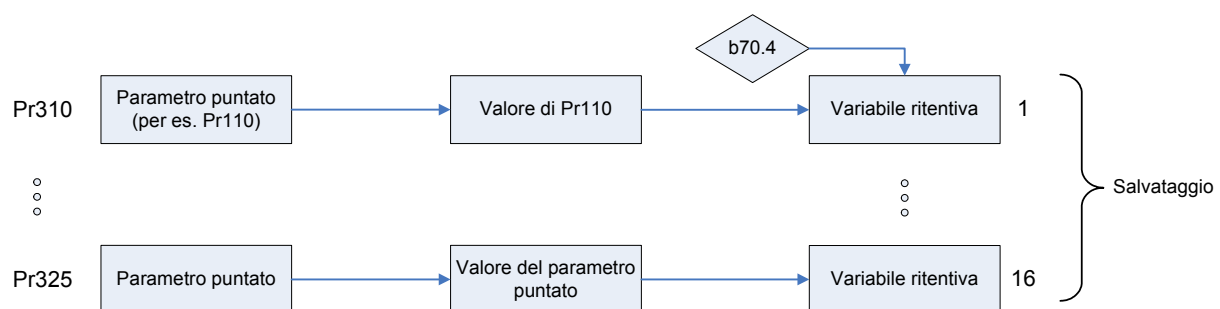 b70.4
Pr310
Parametro puntato
(per es. Pr110)
Valore di Pr110
Variabile ritentiva
1
Salvataggio
Pr325
Parametro puntato
Valore del parametro
puntato
Variabile ritentiva
16